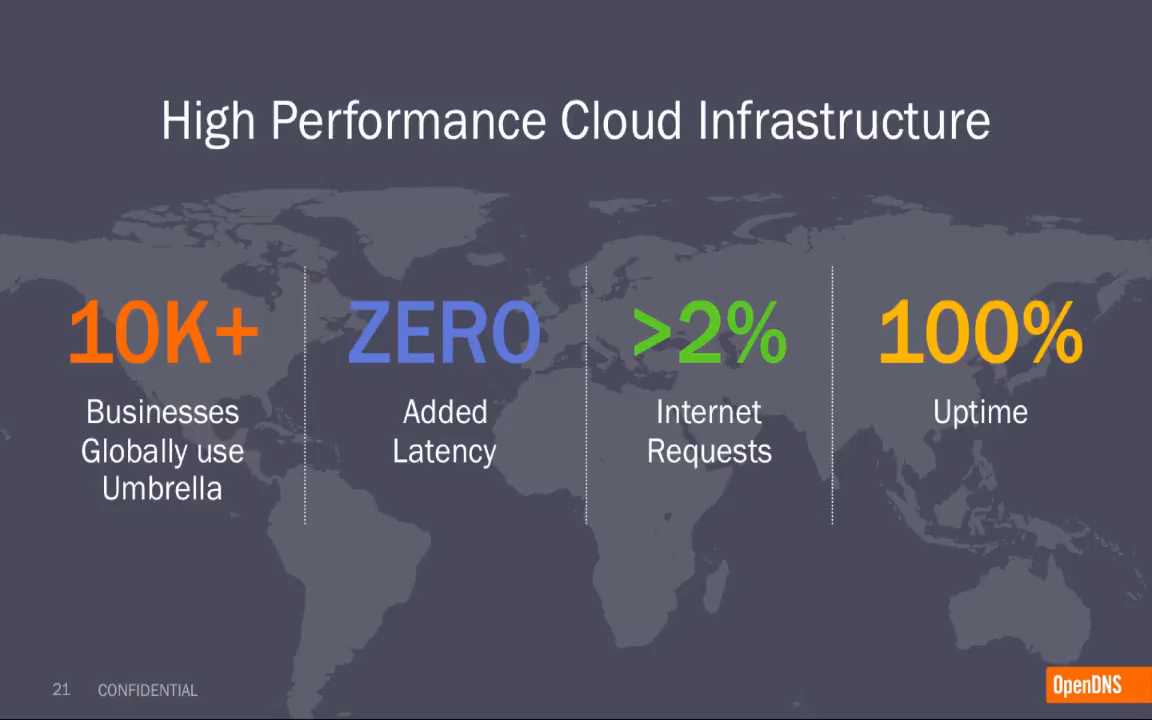 High Performance Cloud Infrastructure
10K+
Businesses
Globally use
Umbrella
ZERO
Added
Latency
>2%
Internet
Requests
100%
Uptime
21 CONFIDENTIAL
OpenDNS